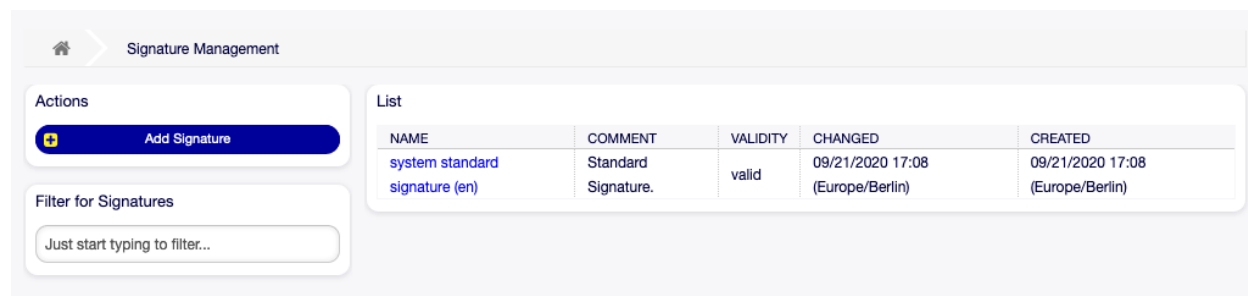 Signature Management
Actions
Add Signature
Filter for Signatures
Just start typing to filter...
List
NAME COMMENT VALIDITY CHANGED CREATED
system standard Standard valid 09/21/2020 17:08 09/21/2020 17:08
signature (en) Signature. (Europe/Berlin) (Europe/Berlin)